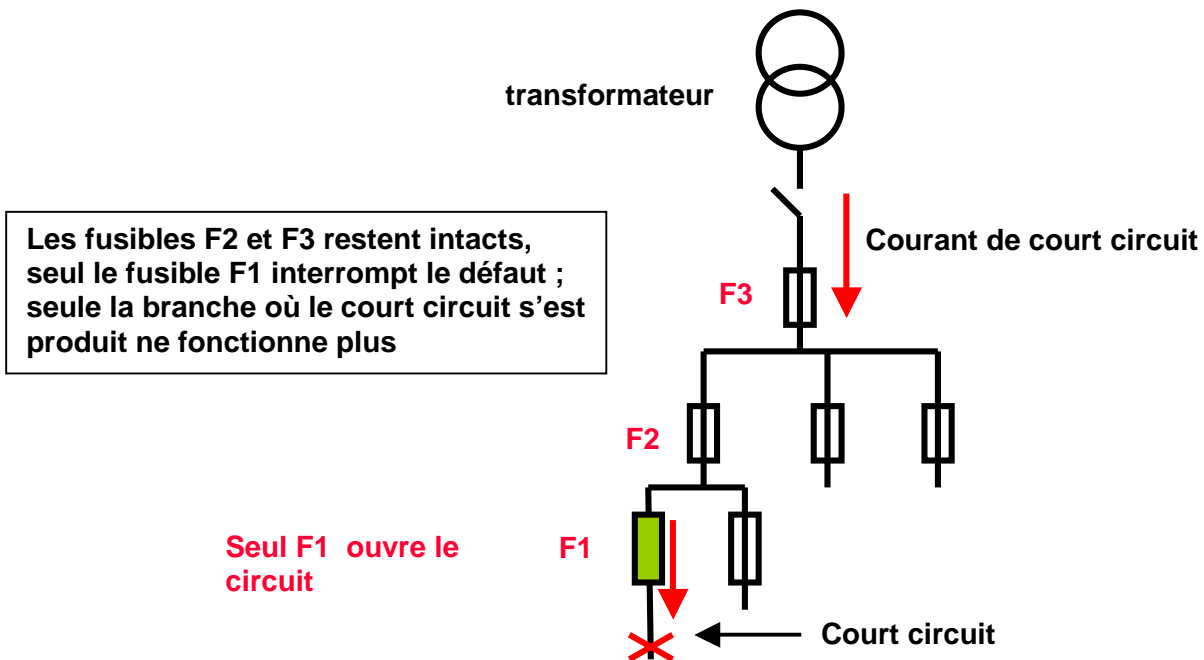 transformateur
Les fusibles F2 et F3 restent intacts,
seul le fusible F1 interrompt le défaut ;
seule la branche où le court circuit s’est
produit ne fonctionne plus
Courant de court circuit
F3
F2
Seul F1 ouvre le
circuit
F1
Court circuit